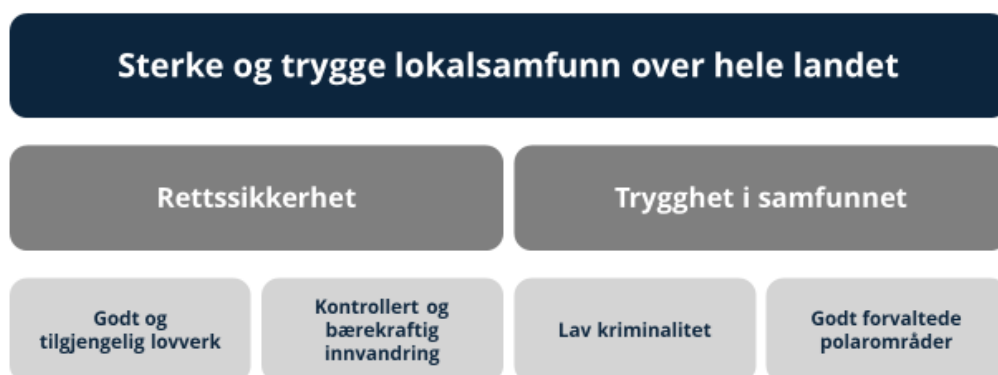 Sterke og trygge lokalsamfunn over hele landet
Rettssikkerhet
Trygghet i samfunnet
Godt og
tilgjengelig lovverk
Kontrollert og
bærekraftig
innvandring
Lav kriminalitet
Godt forvaltede
polarområder